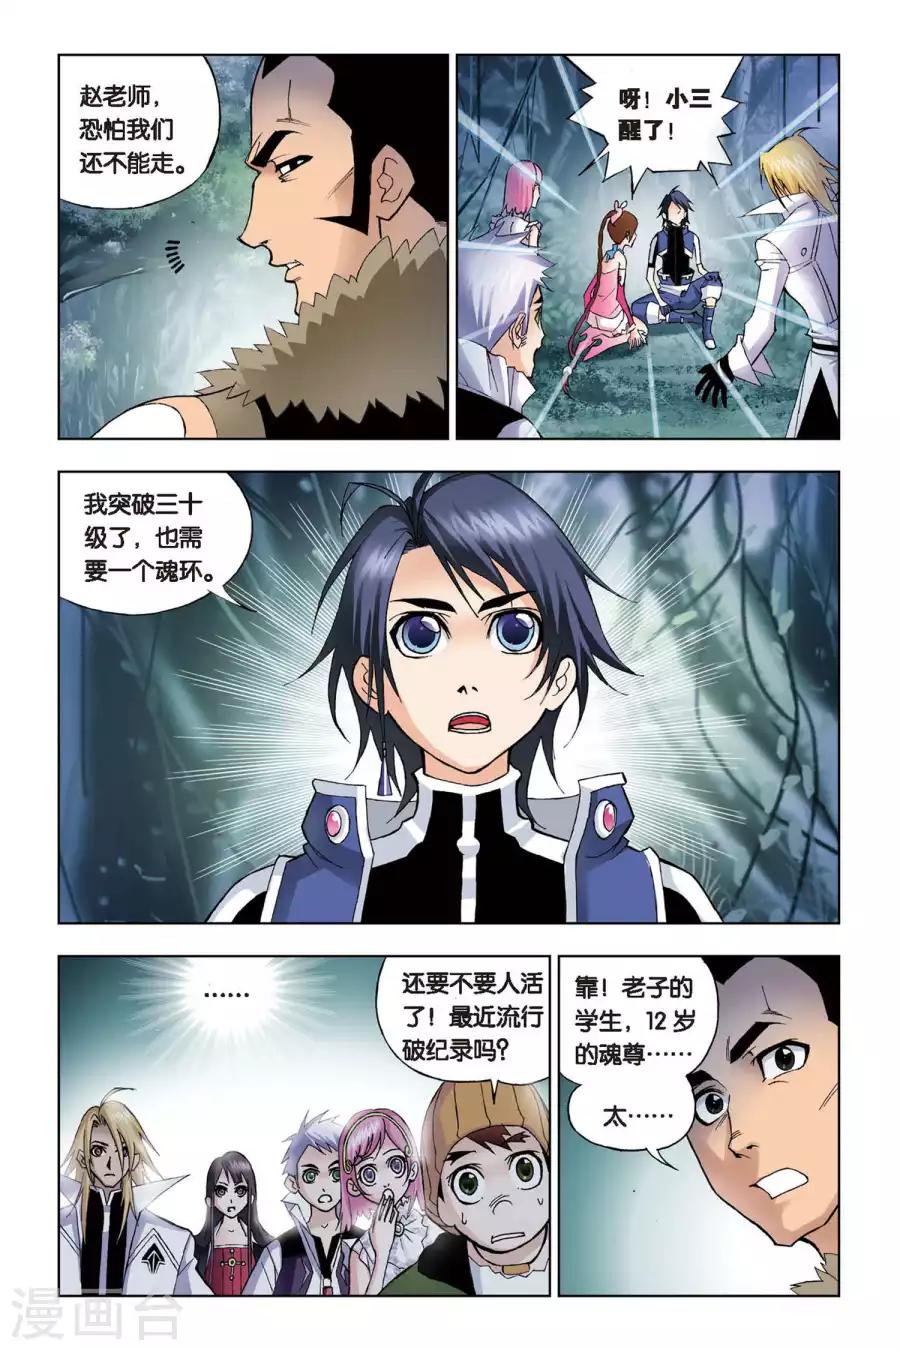 赵老师，
恐怕我们
还不能走。
呀！小三
醒了！
我突破三十
级了，也需
要一个魂环。
……
还要不要人活
了！最近流行
破纪录吗？
靠！老子的
学生，12岁
的魂尊……
太……
漫画台